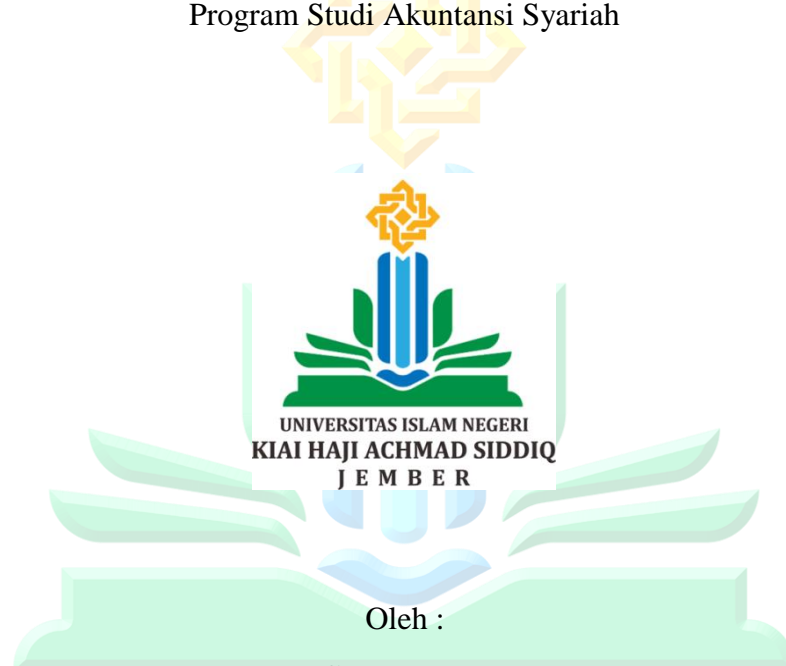 Program Studi Akuntansi Syariah
UNIVERSITAS ISLAM NEGERI
KIAI HAJI ACHMAD SIDDIQ
J E M B E R
Oleh :